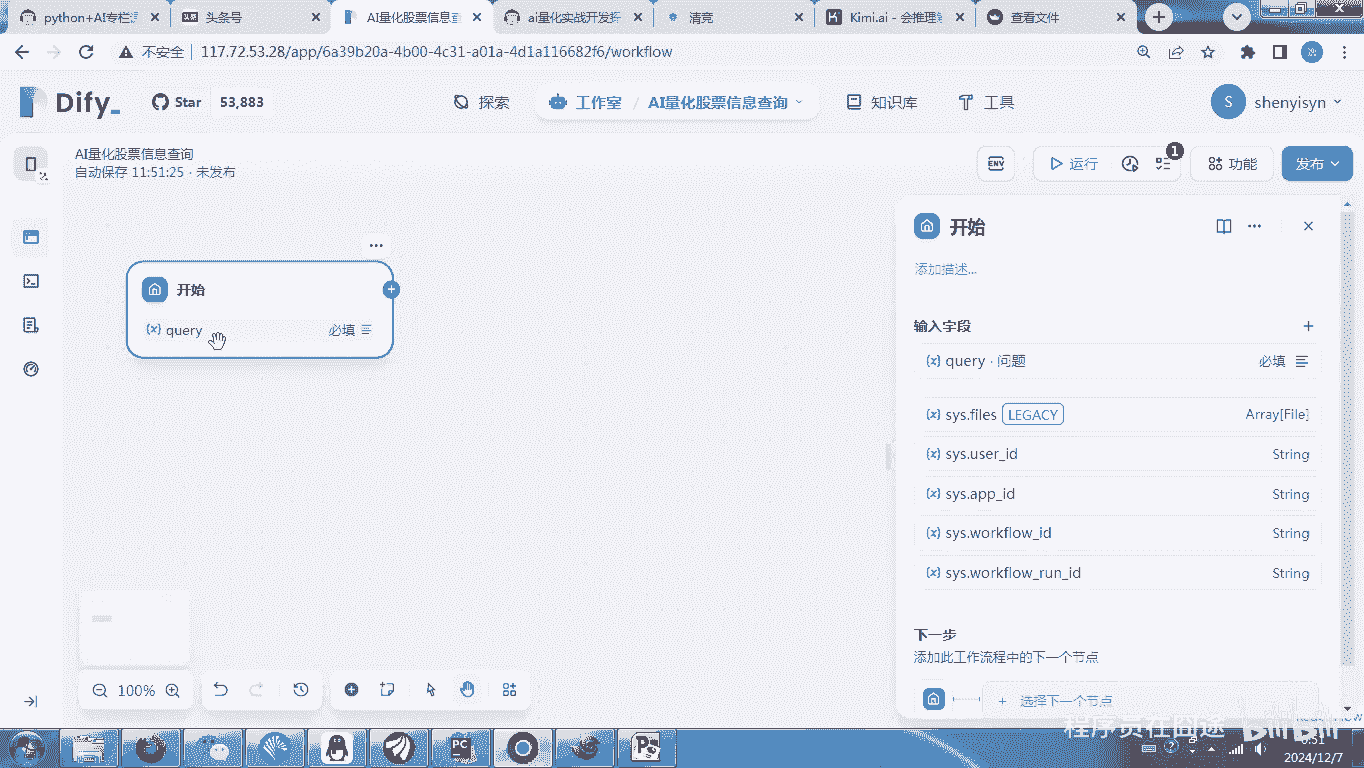 python+AI专栏
头条号
AI量化股票信息查
ai量化实战开发
清竞
Kimi.ai - 会推理
查看文件
不安全
117.72.53.28/app/6a39b20a-4b00-4c31-a01a-4d1a116682f6/workflow
Dify_
Star 53,883
探索
工作室 / AI量化股票信息查询
知识库
工具
S shenyisyn
AI量化股票信息查询
自动保存 11:51:25 · 未发布
ENV
运行
1
功能
发布
开始
{x} query 必填
开始
添加描述...
输入字段
{x} query · 问题 必填
{x} sys.files LEGACY Array[File]
{x} sys.user_id String
{x} sys.app_id String
{x} sys.workflow_id String
{x} sys.workflow_run_id String
下一步
添加此工作流程中的下一个节点
+ 选择下一个节点
100%
程序员在囧途 bilibili
2024/12/7